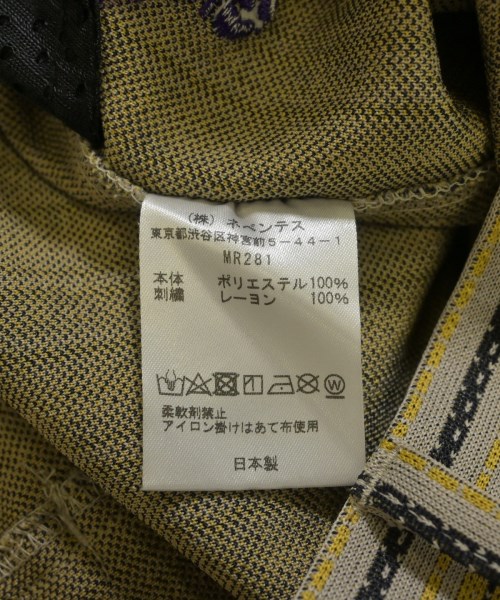 (株) ネペンテス
東京都渋谷区神宮前5-44-1
MR281
本体 ポリエステル100%
刺繍 レーヨン 100%
柔軟剤禁止
アイロン掛けはあて布使用
日本製